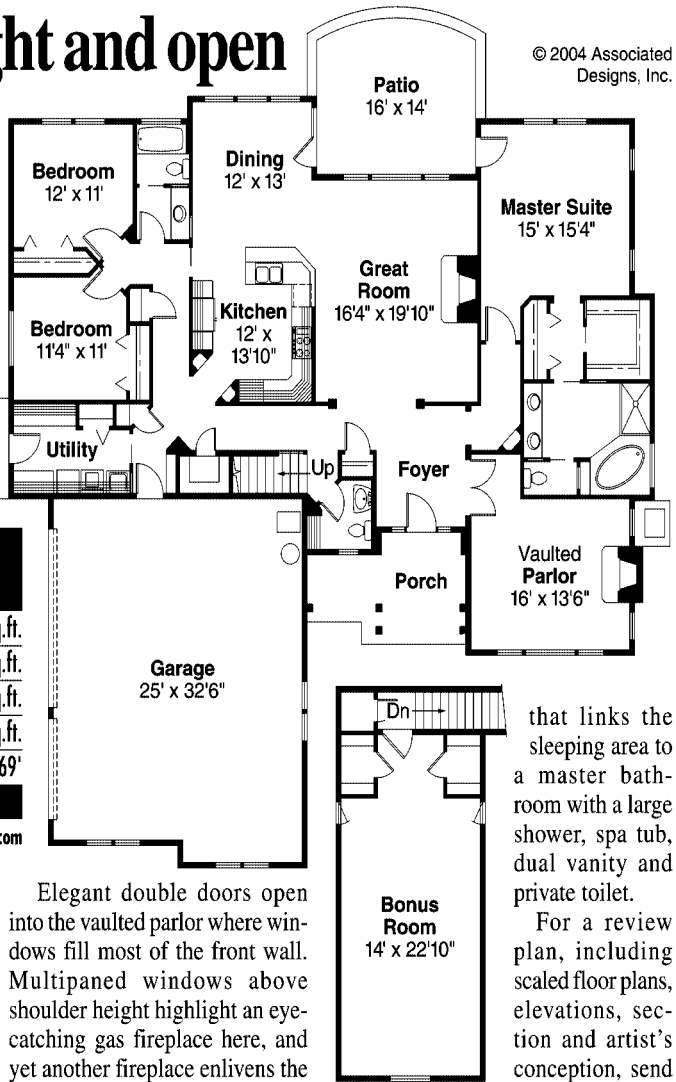 ght and open
© 2004 Associated
Designs, Inc.
Patio
16' x 14'
Bedroom
12' x 11'
Dining
12' x 13'
Master Suite
15' x 15'4"
Great
Room
16'4" x 19'10"
Kitchen
12' x
13'10"
Bedroom
11'4" x 11'
Utility
Up
Foyer
Vaulted
Parlor
16' x 13'6"
Porch
Garage
25' x 32'6"
.ft.
.ft.
.ft.
.ft.
69'
com
Dn
Bonus
Room
14' x 22'10"
Elegant double doors open
into the vaulted parlor where win-
dows fill most of the front wall.
Multipaned windows above
shoulder height highlight an eye-
catching gas fireplace here, and
yet another fireplace enlivens the
that links the
sleeping area to
a master bath-
room with a large
shower, spa tub,
dual vanity and
private toilet.
For a review
plan, including
scaled floor plans,
elevations, sec-
tion and artist's
conception, send